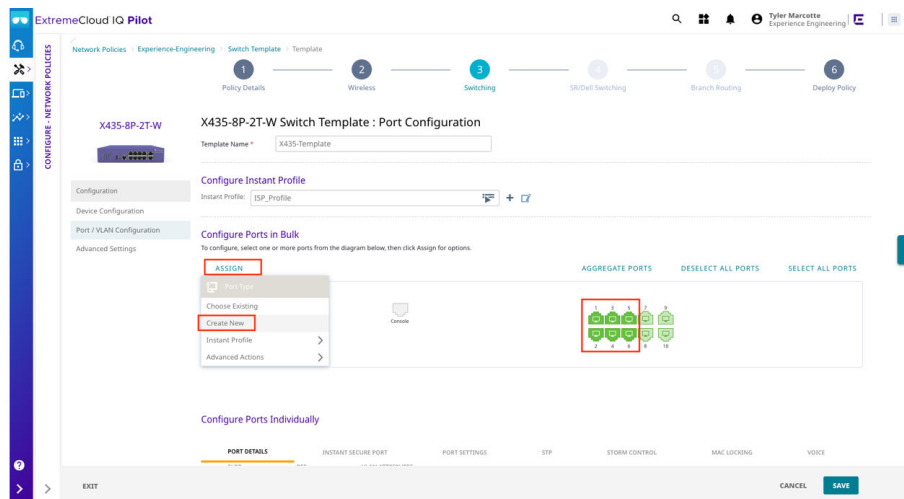 ExtremeCloud IQ Pilot
Tyler Marcotte
Experience Engineering
CONFIGURE - NETWORK POLICIES
Network Policies Experience-Engineering Switch Template Template
1 2 3 4 5 6
Policy Details Wireless Switching SR/Dell Switching Branch Routing Deploy Policy
X435-8P-2T-W
X435-8P-2T-W Switch Template : Port Configuration
Template Name * X435-Template
Configuration
Device Configuration
Port / VLAN Configuration
Advanced Settings
Configure Instant Profile
Instant Profile: ISP_Profile
Configure Ports in Bulk
To configure, select one or more ports from the diagram below, then click Assign for options.
ASSIGN AGGREGATE PORTS DESELECT ALL PORTS SELECT ALL PORTS
Port Type
Choose Existing
Create New
Instant Profile
Advanced Actions
Console
1 3 5 7 9
2 4 6 8 10
Configure Ports Individually
PORT DETAILS INSTANT SECURE PORT PORT SETTINGS STP STORM CONTROL MAC LOCKING VOICE
EXIT CANCEL SAVE